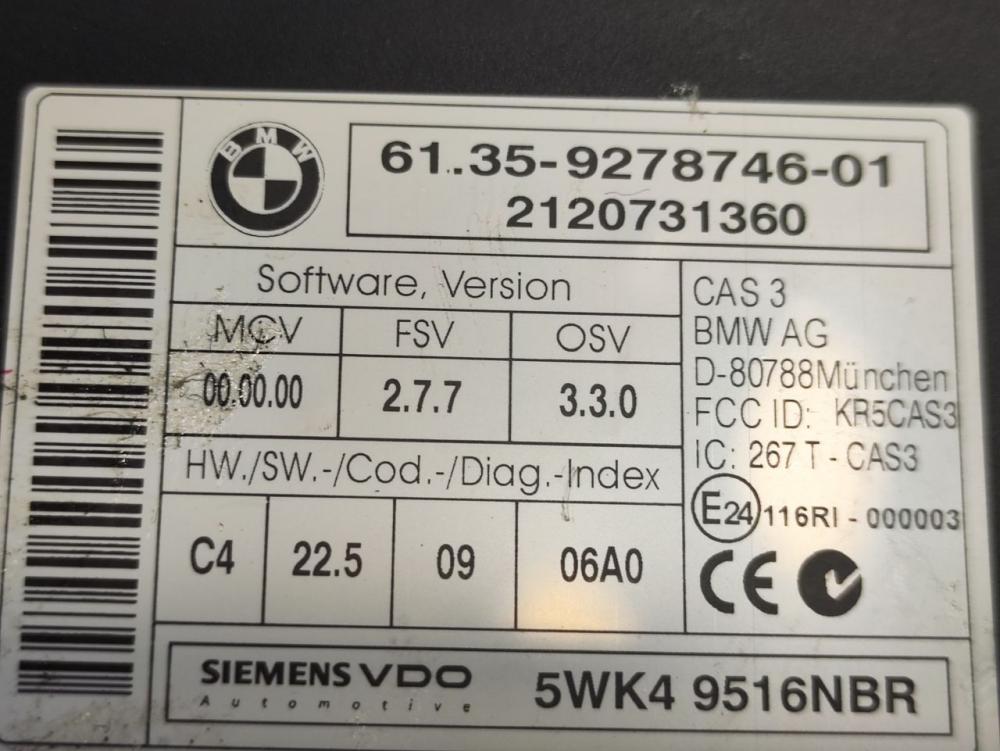 BMW
61.35-9278746-01
2120731360
Software, Version
MCV FSV OSV
00.00.00 2.7.7 3.3.0
HW./SW.-/Cod.-/Diag.-Index
C4 22.5 09 06A0
CAS 3
BMW AG
D-80788München
FCC ID: KR5CAS3
IC: 267 T - CAS3
E24 116RI - 000003
CE
SIEMENS VDO
Automotive
5WK4 9516NBR